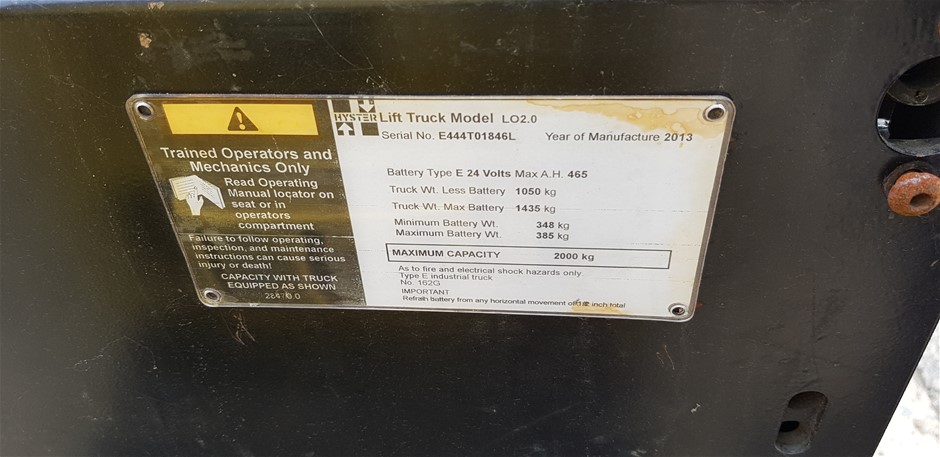 Trained Operators and
Mechanics Only
Read Operating
Manual locator on
seat or in
operators
compartment
Failure to follow operating,
inspection, and maintenance
instructions can cause serious
injury or death!
CAPACITY WITH TRUCK
EQUIPPED AS SHOWN
HYSTER
Lift Truck Model LO2.0
Serial No. E444T01846L Year of Manufacture 2013
Battery Type E 24 Volts Max A.H. 465
Truck Wt. Less Battery 1050 kg
Truck Wt. Max Battery 1435 kg
Minimum Battery Wt. 348 kg
Maximum Battery Wt. 385 kg
MAXIMUM CAPACITY 2000 kg
As to fire and electrical shock hazards only
Type E industrial truck
No. 162G
IMPORTANT
Refrain battery from any horizontal movement of inch total